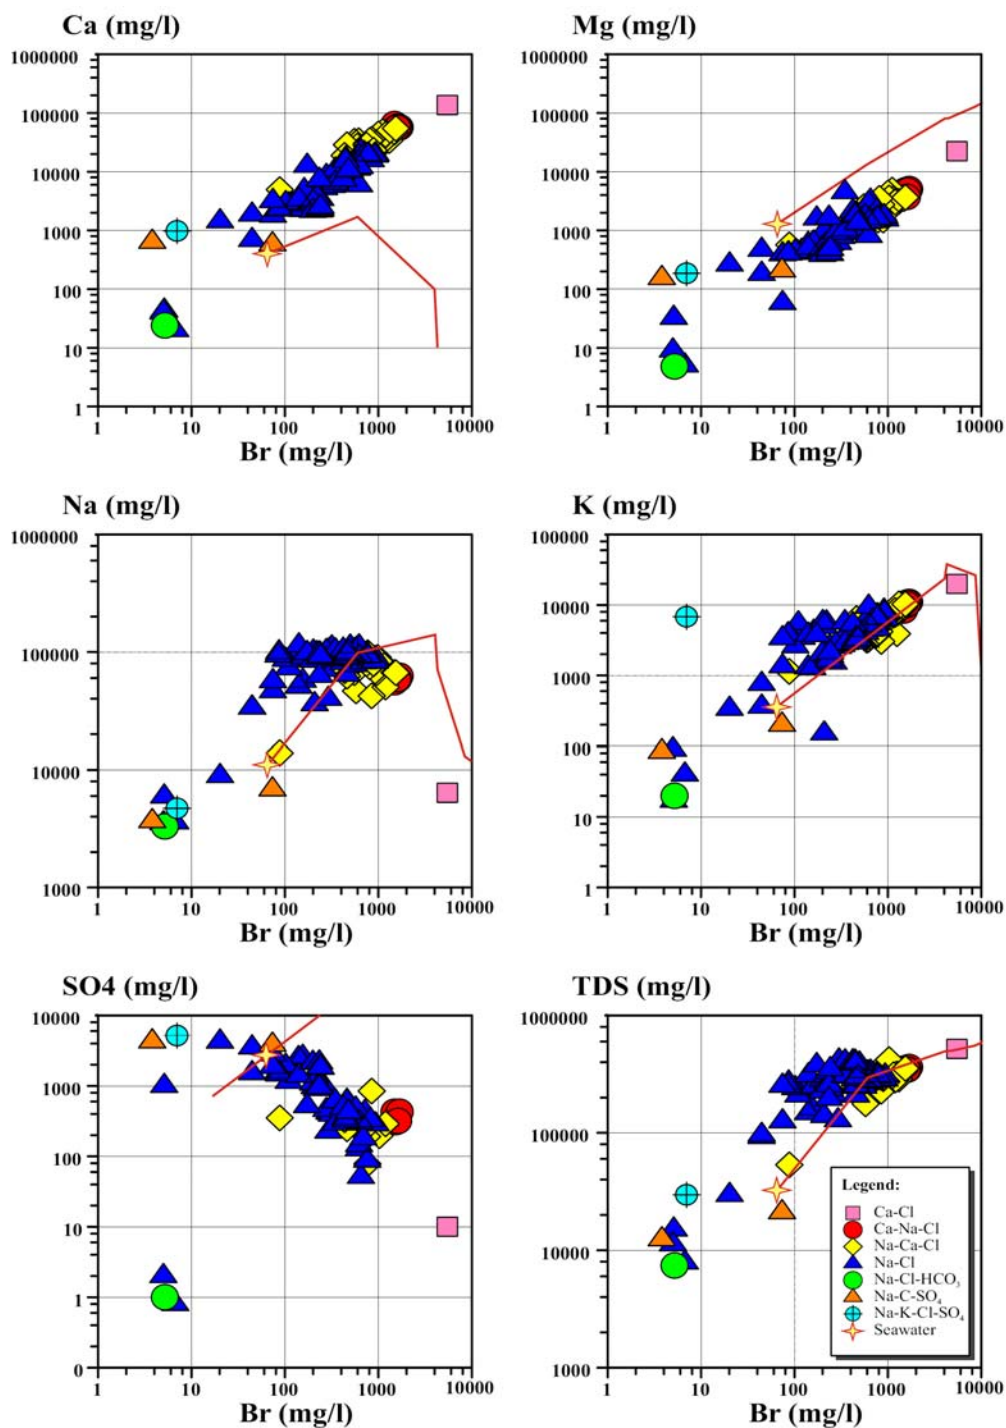 Ca (mg/l)
1000000
100000
10000
1000
100
10
1
1 10 100 1000 10000
Br (mg/l)
Mg (mg/l)
1000000
100000
10000
1000
100
10
1
1 10 100 1000 10000
Br (mg/l)
Na (mg/l)
1000000
100000
10000
1000
1 10 100 1000 10000
Br (mg/l)
K (mg/l)
100000
10000
1000
100
10
1
1 10 100 1000 10000
Br (mg/l)
SO4 (mg/l)
10000
1000
100
10
1
0
1 10 100 1000 10000
Br (mg/l)
TDS (mg/l)
1000000
100000
10000
1000
1 10 100 1000 10000
Br (mg/l)
Legend:
Ca-Cl
Ca-Na-Cl
Na-Ca-Cl
Na-Cl
Na-Cl-HCO₃
Na-C-SO₄
Na-K-Cl-SO₄
Seawater